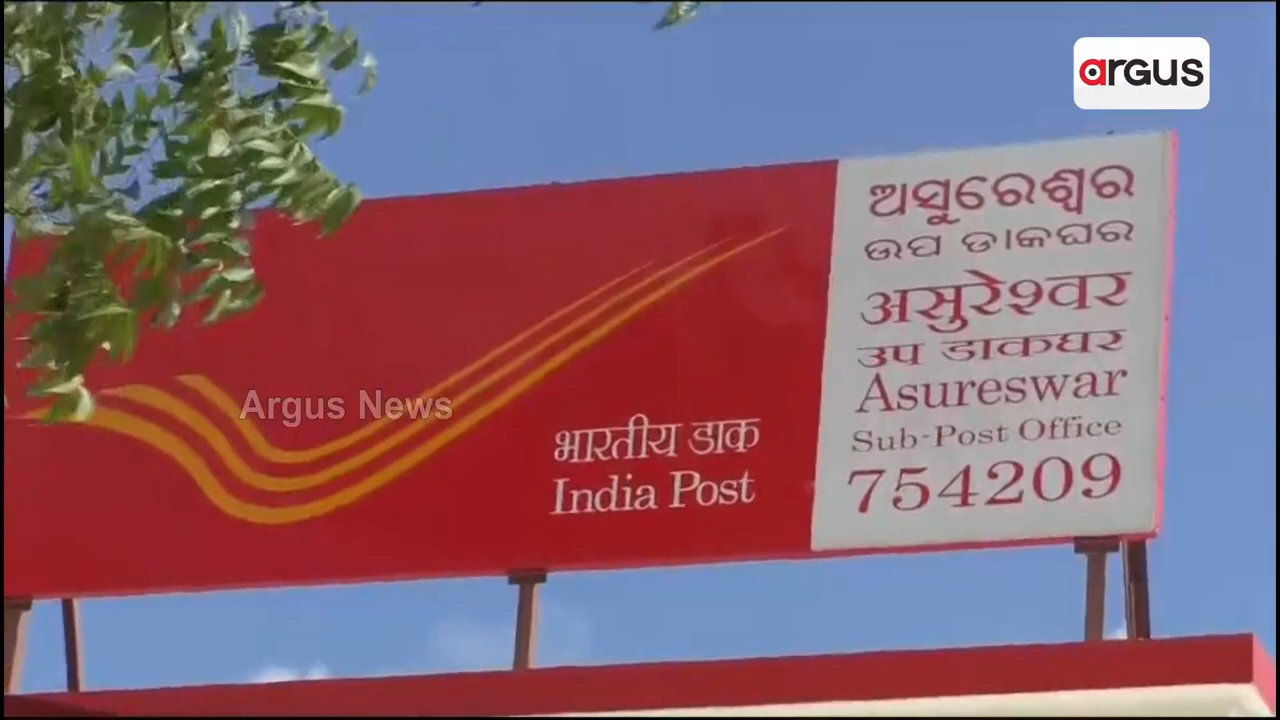 argus
ଅସୁରେଶ୍ୱର
ଉପ ଡାକଘର
असुरेश्वर
उप डाकघर
Asureswar
Sub-Post Office
754209
Argus News
भारतीय डाक
India Post